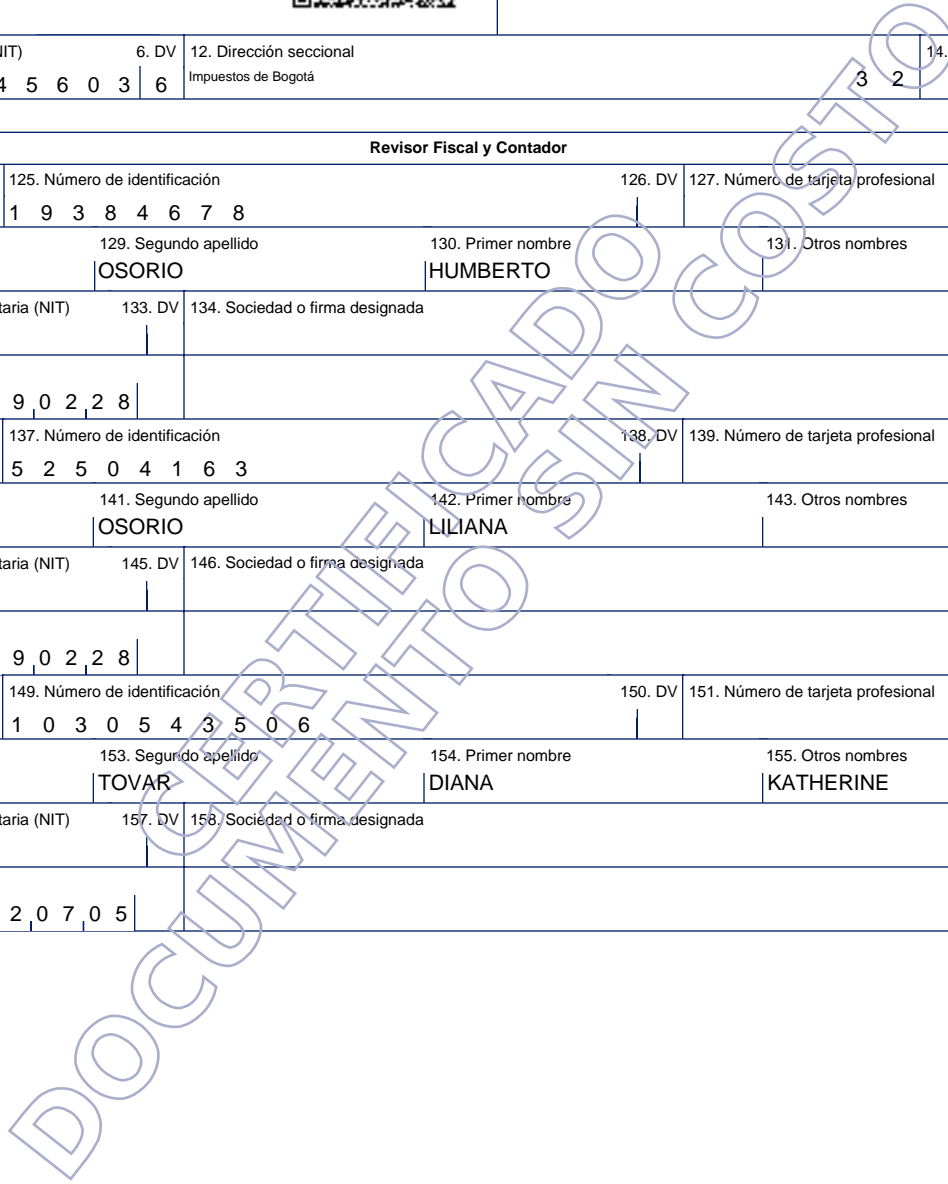 IT) 6. DV 12. Dirección seccional 14.
4 5 6 0 3 6 Impuestos de Bogotá 3 2
Revisor Fiscal y Contador
125. Número de identificación 126. DV 127. Número de tarjeta profesional
1 9 3 8 4 6 7 8
129. Segundo apellido 130. Primer nombre 131. Otros nombres
OSORIO HUMBERTO
taria (NIT) 133. DV 134. Sociedad o firma designada
9 0 2 2 8
137. Número de identificación 138. DV 139. Número de tarjeta profesional
5 2 5 0 4 1 6 3
141. Segundo apellido 142. Primer nombre 143. Otros nombres
OSORIO LILIANA
taria (NIT) 145. DV 146. Sociedad o firma designada
9 0 2 2 8
149. Número de identificación 150. DV 151. Número de tarjeta profesional
1 0 3 0 5 4 3 5 0 6
153. Segundo apellido 154. Primer nombre 155. Otros nombres
TOVAR DIANA KATHERINE
taria (NIT) 157. DV 158. Sociedad o firma designada
2 0 7 0 5
CERTIFICADO
DOCUMENTO SIN COSTO